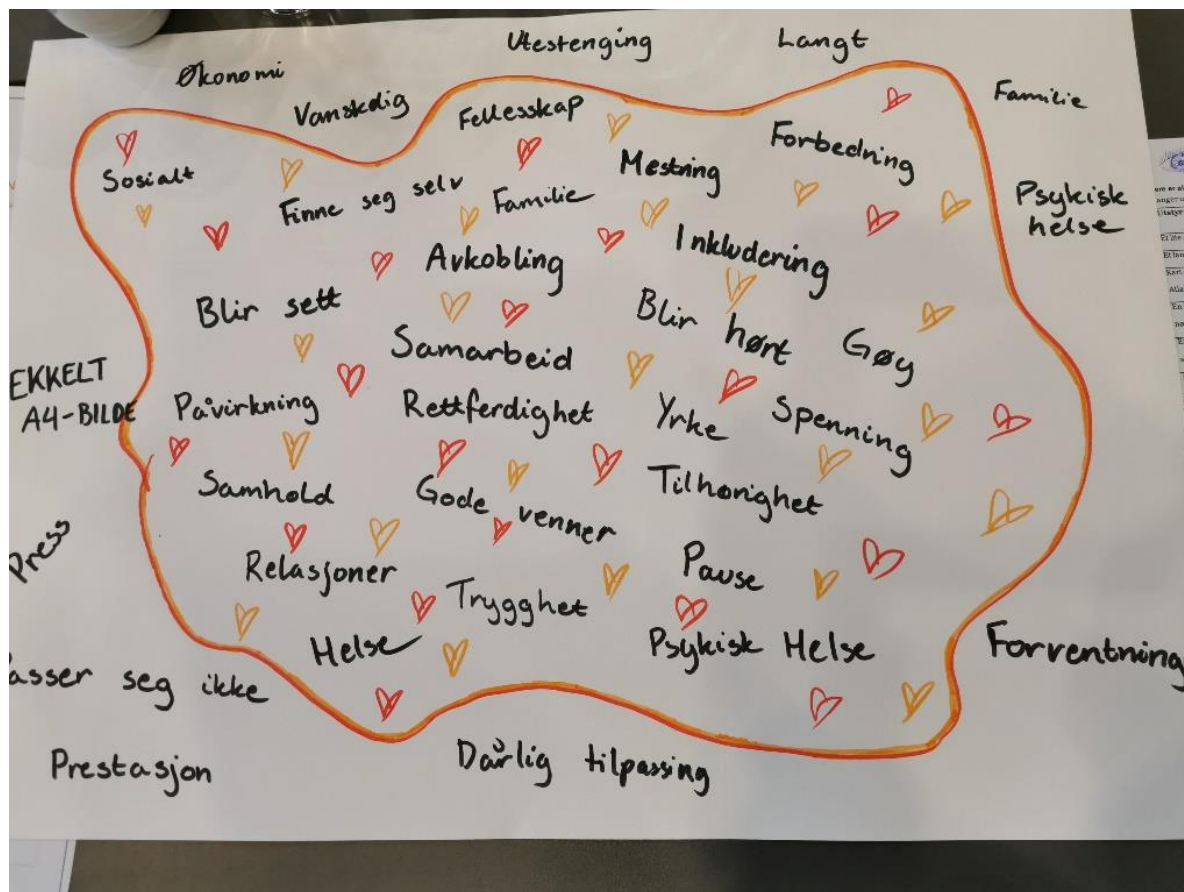 Utestenging
Langt
Økonomi
Vanskelig
Fellesskap
Familie
Forbedring
Mestring
Sosialt
Finne seg selv
Familie
Psykisk
helse
Avkobling
Inkludering
Blir sett
Blir hørt
Gøy
Samarbeid
EKKELT
A4-BILDE
Påvirkning
Rettferdighet
Yrke
Spenning
Samhold
Gode venner
Tilhørighet
Press
Relasjoner
Trygghet
Pause
Helse
Psykisk Helse
Forventning
asser seg ikke
Prestasjon
Dårlig tilpassing